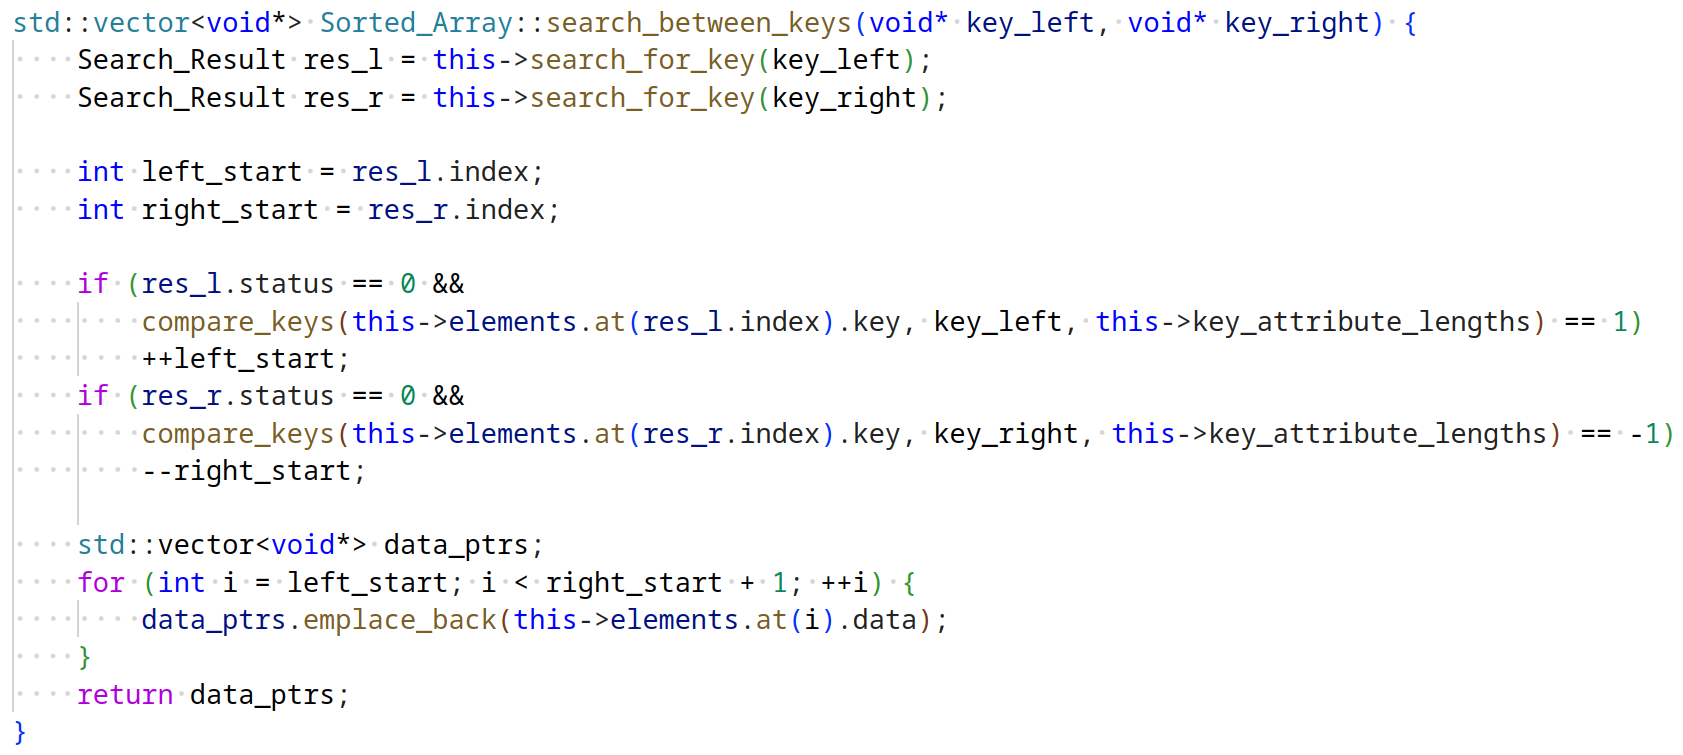 std::vector<void*> Sorted_Array::search_between_keys(void* key_left, void* key_right) {
    Search_Result res_l = this->search_for_key(key_left);
    Search_Result res_r = this->search_for_key(key_right);

    int left_start = res_l.index;
    int right_start = res_r.index;

    if (res_l.status == 0 &&
        compare_keys(this->elements.at(res_l.index).key, key_left, this->key_attribute_lengths) == 1)
        ++left_start;
    if (res_r.status == 0 &&
        compare_keys(this->elements.at(res_r.index).key, key_right, this->key_attribute_lengths) == -1)
        --right_start;

    std::vector<void*> data_ptrs;
    for (int i = left_start; i < right_start + 1; ++i) {
        data_ptrs.emplace_back(this->elements.at(i).data);
    }
    return data_ptrs;
}